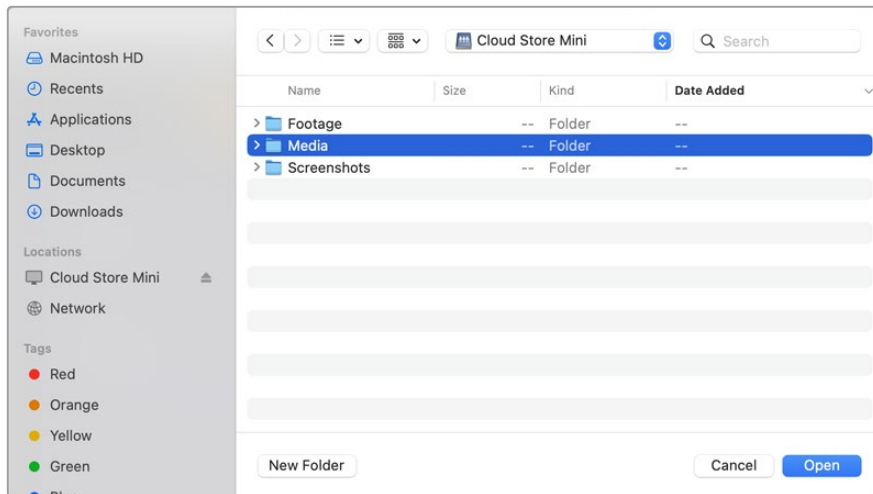 Favorites
Macintosh HD
Recents
Applications
Desktop
Documents
Downloads
Locations
Cloud Store Mini
Network
Tags
Red
Orange
Yellow
Green
Cloud Store Mini
Search
Name Size Kind Date Added
Footage -- Folder --
Media -- Folder --
Screenshots -- Folder --
New Folder Cancel Open